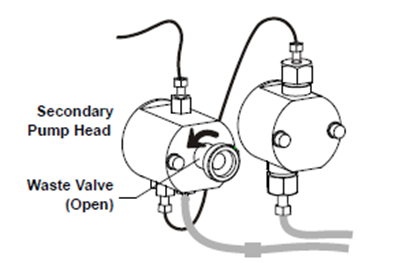 Secondary
Pump Head
Waste Valve
(Open)